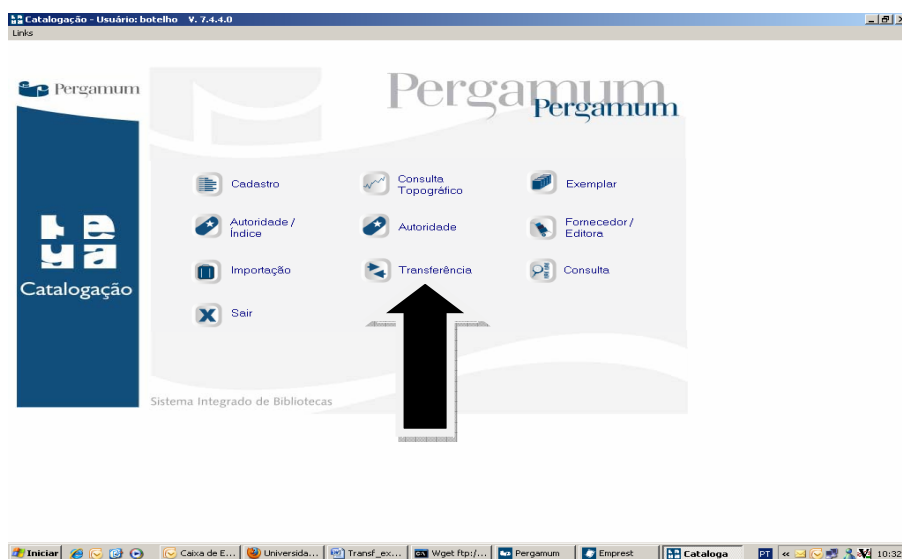 Catalogação - Usuário: botelho V. 7.4.4.0
Links
Pergamum
Pergamum
Pergamum
Cadastro
Consulta
Topográfico
Exemplar
Autoridade /
Índice
Autoridade
Fornecedor /
Editora
Importação
Transferência
Consulta
Sair
Catalogação
Sistema Integrado de Bibliotecas
Iniciar Caixa de E... Universida... Transf_ex... Wget ftp:/... Pergamum Emprest Cataloga PT « 10:32